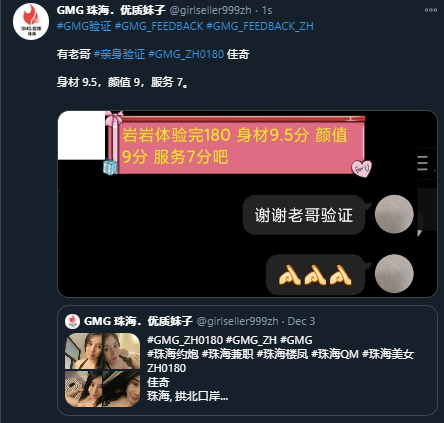 GMG 珠海．优质妹子 @girlseller999zh · 1s
#GMG验证 #GMG_FEEDBACK #GMG_FEEDBACK_ZH
有老哥 #亲身验证 #GMG_ZH0180 佳奇
身材 9.5，颜值 9，服务 7。
岩岩体验完180 身材9.5分 颜值
9分 服务7分吧
for U
谢谢老哥验证
GMG 珠海．优质妹子 @girlseller999zh · Dec 3
#GMG_ZH0180 #GMG_ZH #GMG
#珠海约炮 #珠海兼职 #珠海楼凤 #珠海QM #珠海美女
ZH0180
佳奇
珠海, 拱北口岸...